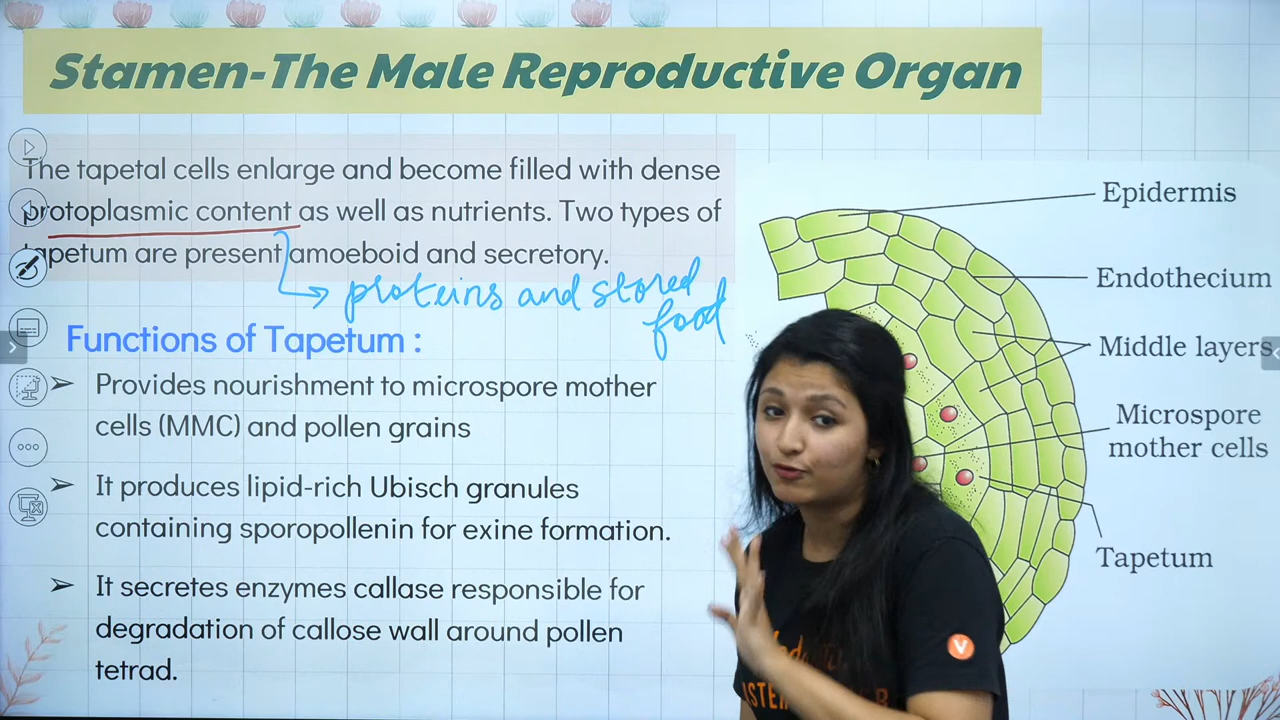 Stamen-The Male Reproductive Organ
The tapetal cells enlarge and become filled with dense
protoplasmic content as well as nutrients. Two types of
tapetum are present amoeboid and secretory.
proteins and stored
food
Functions of Tapetum :
➢ Provides nourishment to microspore mother
cells (MMC) and pollen grains
➢ It produces lipid-rich Ubisch granules
containing sporopollenin for exine formation.
➢ It secretes enzymes callase responsible for
degradation of callose wall around pollen
tetrad.
Epidermis
Endothecium
Middle layers
Microspore
mother cells
Tapetum
V